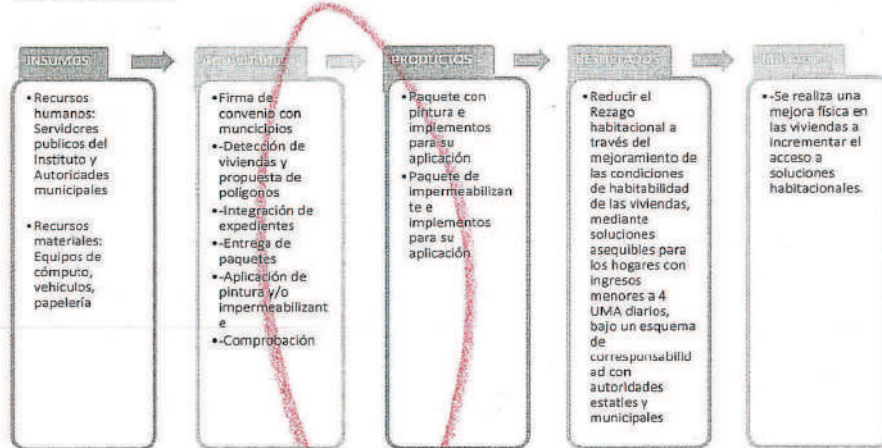 INSUMOS
• Recursos
humanos:
Servidores
publicos del
Instituto y
Autoridades
municipales
• Recursos
materiales:
Equipos de
cómputo,
vehiculos,
papelería
ACTIVIDADES
• Firma de
convenio con
muncicipios
• -Detección de
viviendas y
propuesta de
polígonos
• -Integración de
expedientes
• -Entrega de
paquetes
• -Aplicación de
pintura y/o
impermeabilizant
e
• -Comprobación
PRODUCTOS
• Paquete con
pintura e
implementos
para su
aplicación
• Paquete de
impermeabilizan
te e
implementos
para su
aplicación
RESULTADOS
• Reducir el
Rezago
habitacional a
través del
mejoramiento de
las condiciones
de habitabilidad
de las viviendas,
mediante
soluciones
asequibles para
los hogares con
ingresos
menores a 4
UMA diarios,
bajo un esquema
de
corresponsabilid
ad con
autoridades
estatles y
municipales
• -Se realiza una
mejora física en
las viviendas a
incrementar el
acceso a
soluciones
habitacionales.